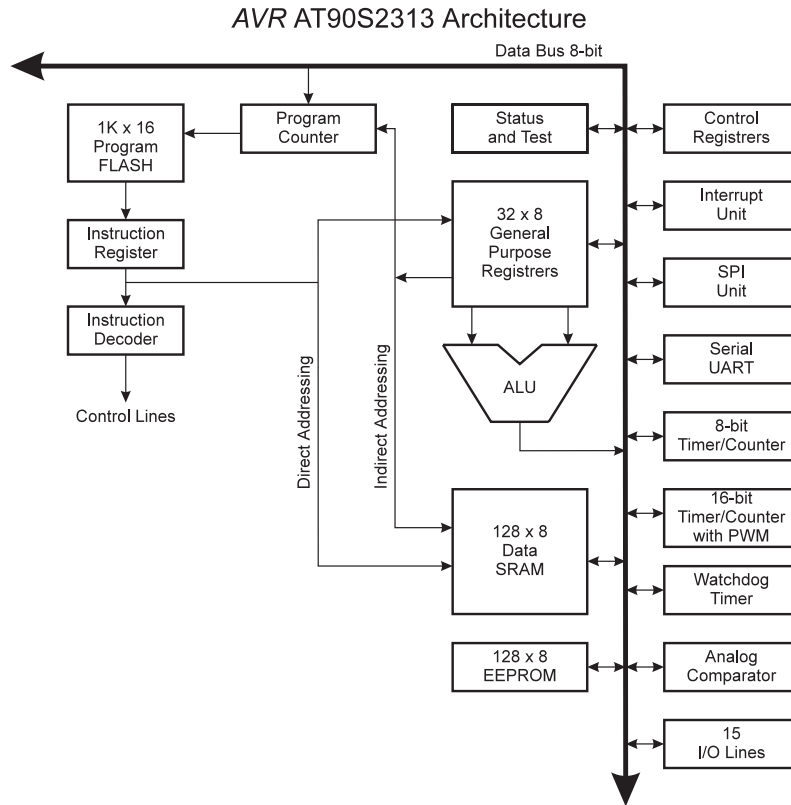 AVR AT90S2313 Architecture
Data Bus 8-bit
1K x 16
Program
FLASH
Program
Counter
Instruction
Register
Instruction
Decoder
Control Lines
Direct Addressing
Indirect Addressing
Status
and Test
32 x 8
General
Purpose
Registrers
ALU
128 x 8
Data
SRAM
128 x 8
EEPROM
Control
Registrers
Interrupt
Unit
SPI
Unit
Serial
UART
8-bit
Timer/Counter
16-bit
Timer/Counter
with PWM
Watchdog
Timer
Analog
Comparator
15
I/O Lines